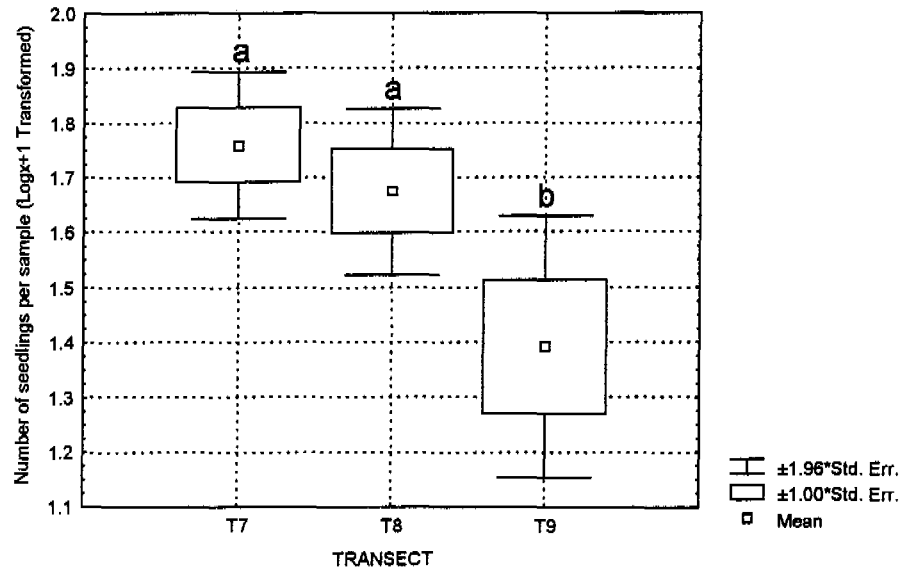 Number of seedlings per sample (Logx+1 Transformed)
2.0
1.9
1.8
1.7
1.6
1.5
1.4
1.3
1.2
1.1
a
a
b
T7
T8
T9
TRANSECT
±1.96*Std. Err.
±1.00*Std. Err.
Mean